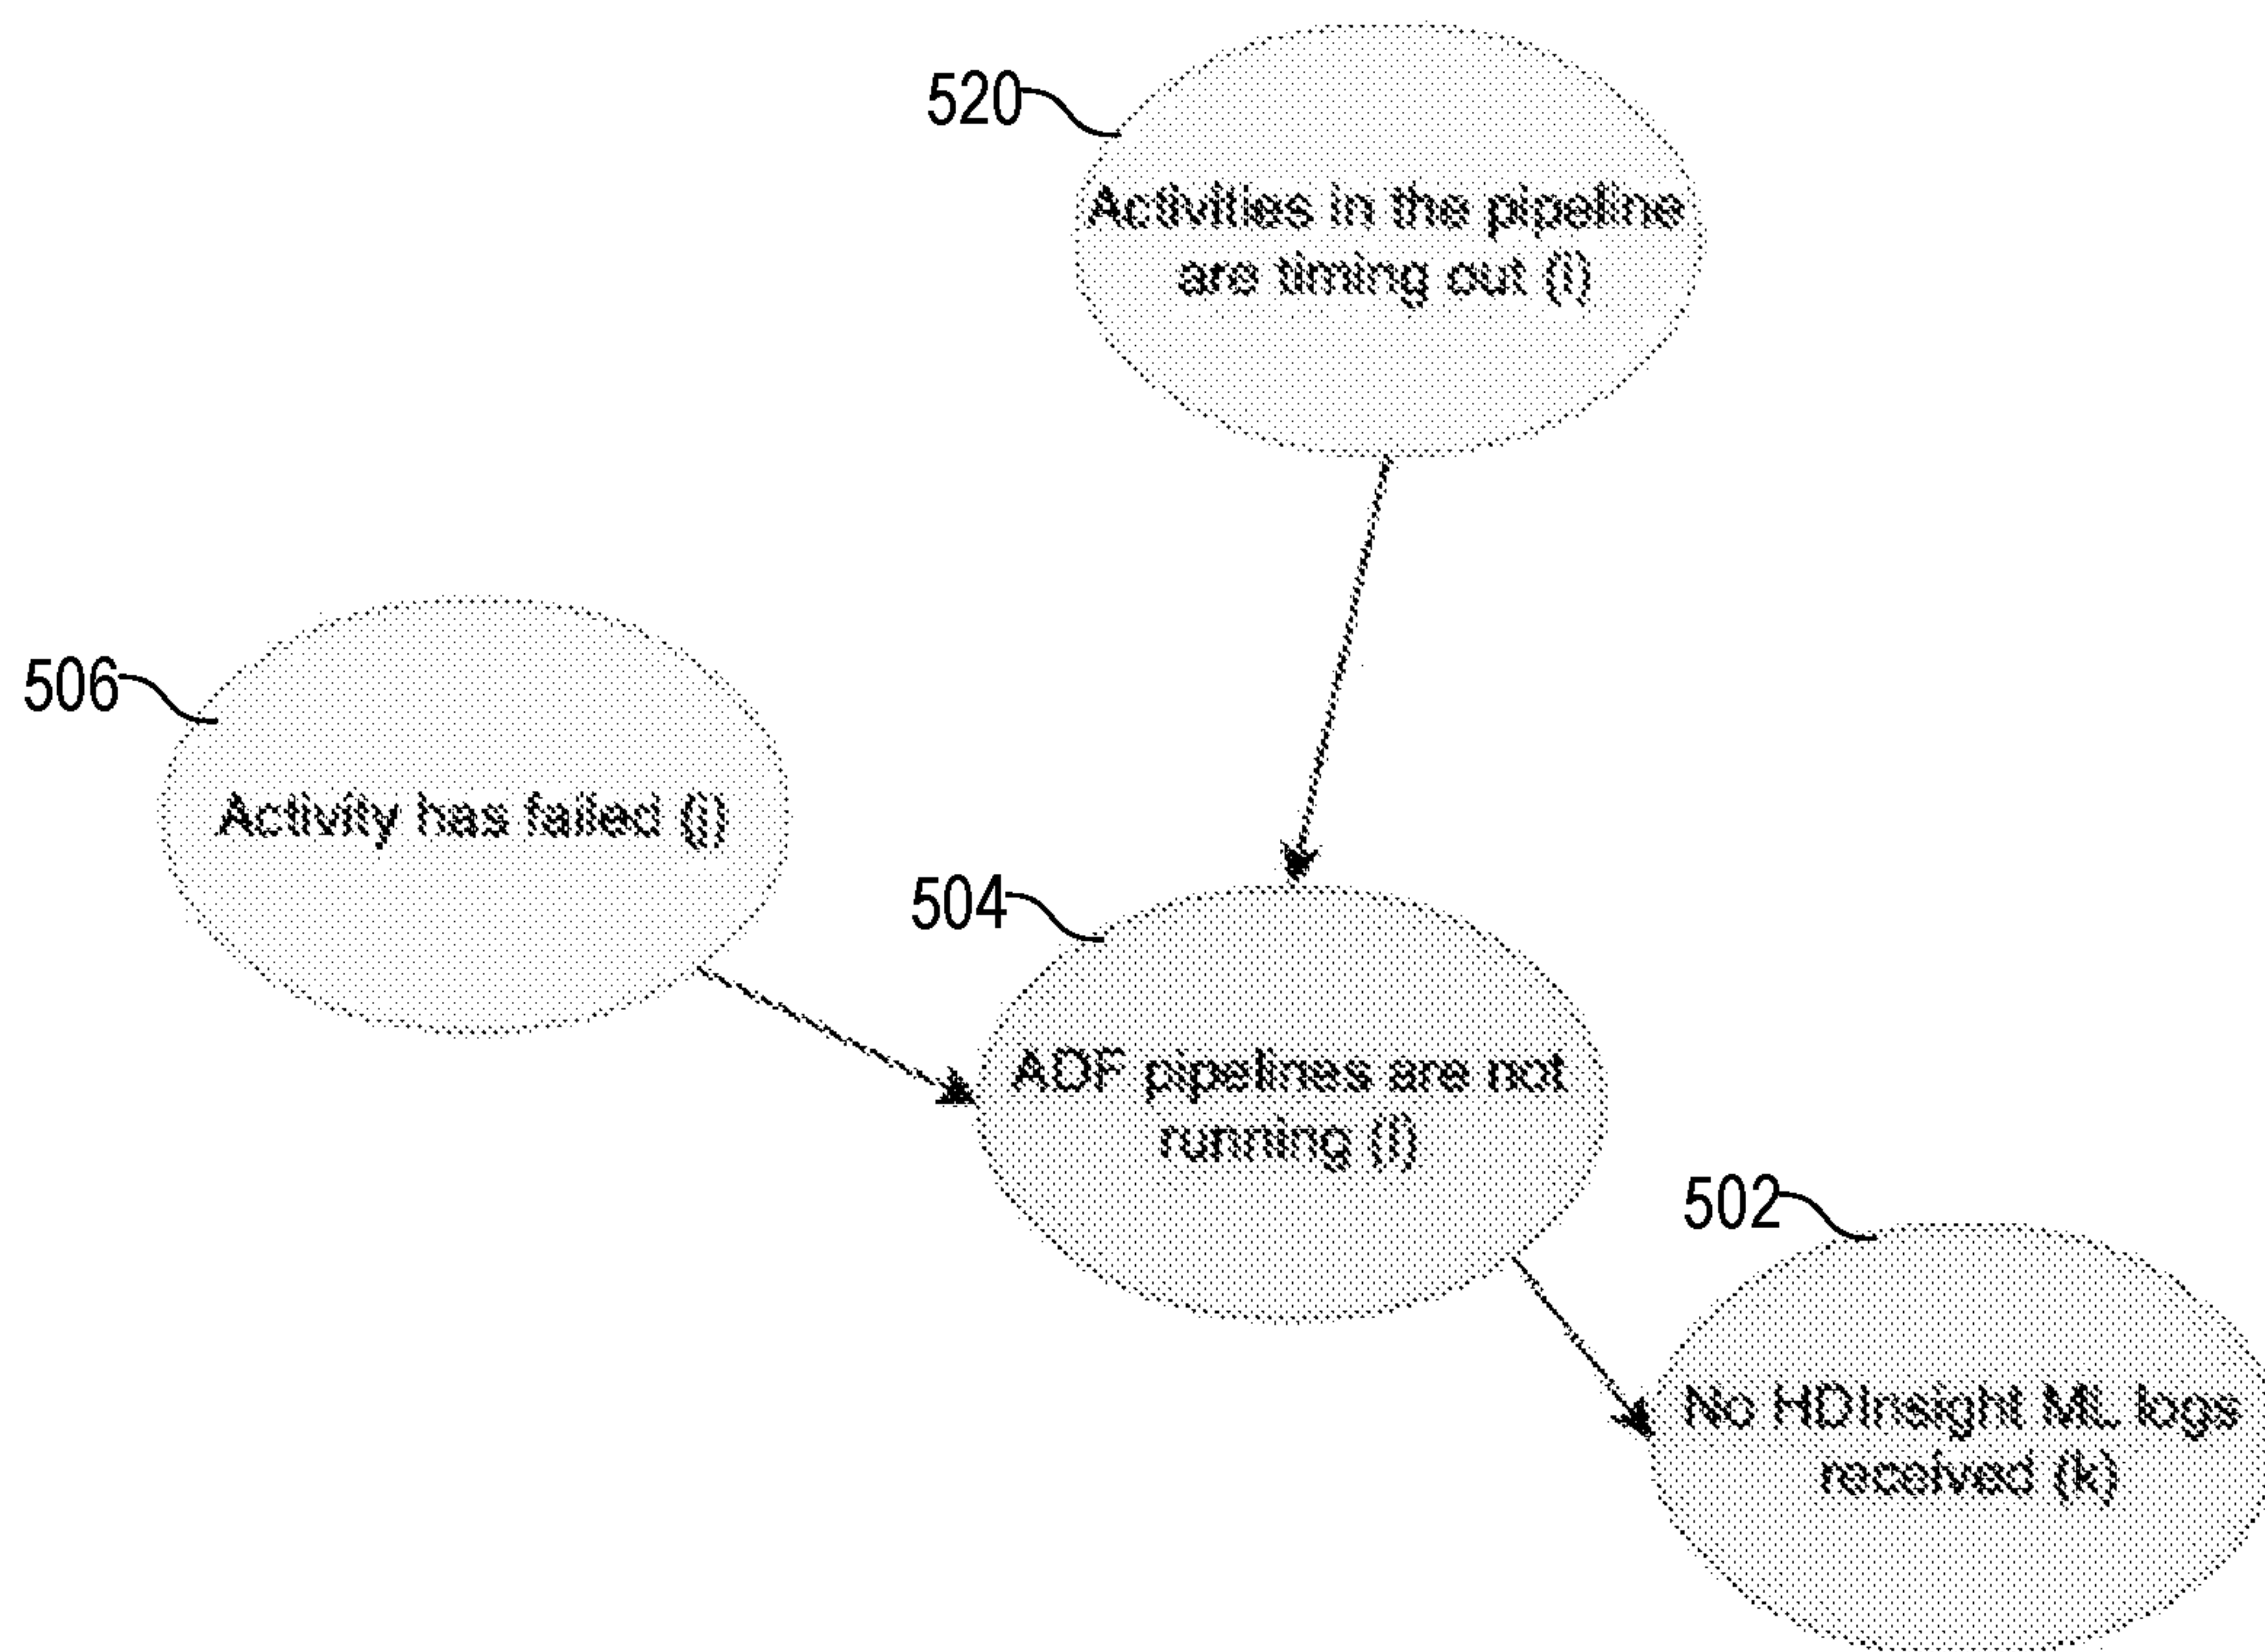 520
Activities in the pipeline
are timing out (i)
506
Activity has failed (j)
504
ADF pipelines are not
running (l)
502
No HDInsight ML logs
received (k)